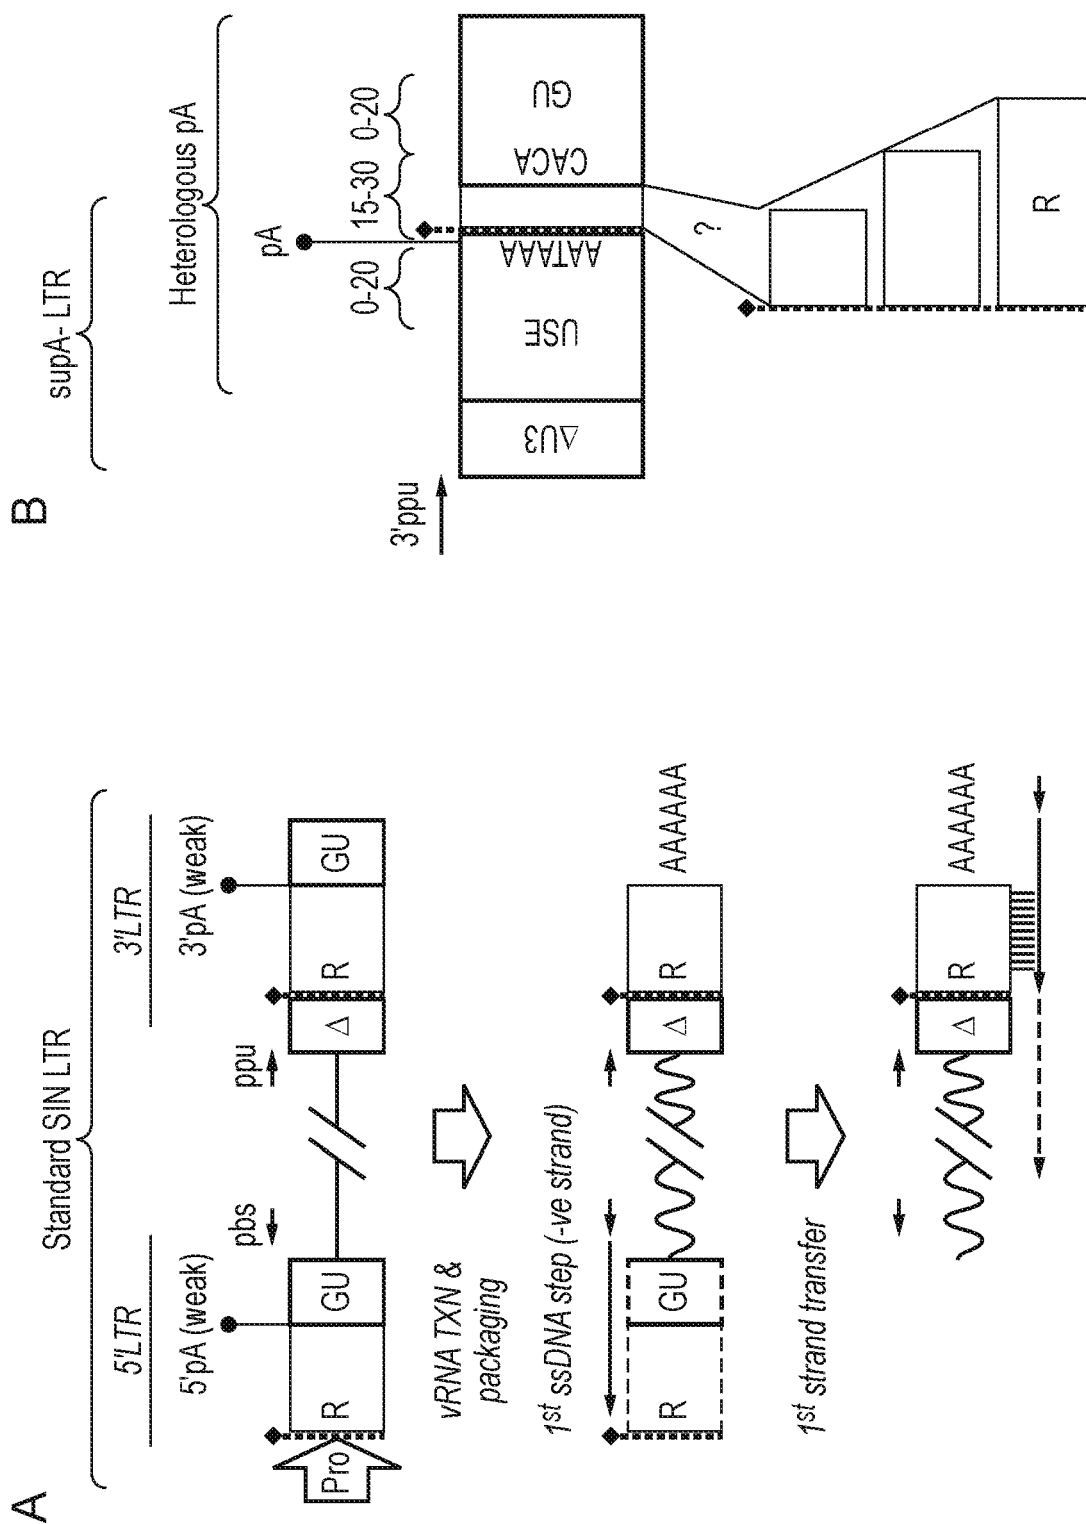 A
Standard SIN LTR
5'LTR
3'LTR
5'pA (weak)
3'pA (weak)
pbs
ppu
Pro
R
GU
Δ
R
GU
vRNA TXN &
packaging
1st ssDNA step (-ve strand)
R
GU
Δ
R
AAAAAA
1st strand transfer
Δ
R
AAAAAA
B
supA- LTR
Heterologous pA
pA
0-20
15-30
0-20
3'ppu
ΔU3
USE
AATAAA
CACA
GU
?
R